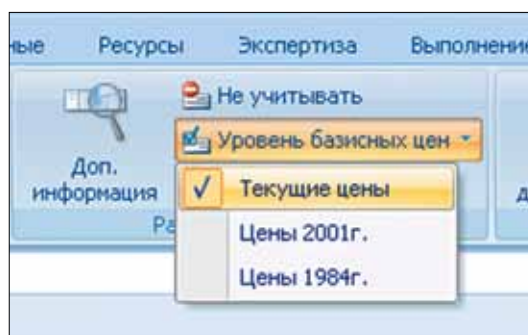 Ресурсы Экспертиза
Не учитывать
Уровень базисных цен
Доп.
информация
Текущие цены
Цены 2001г.
Цены 1984г.